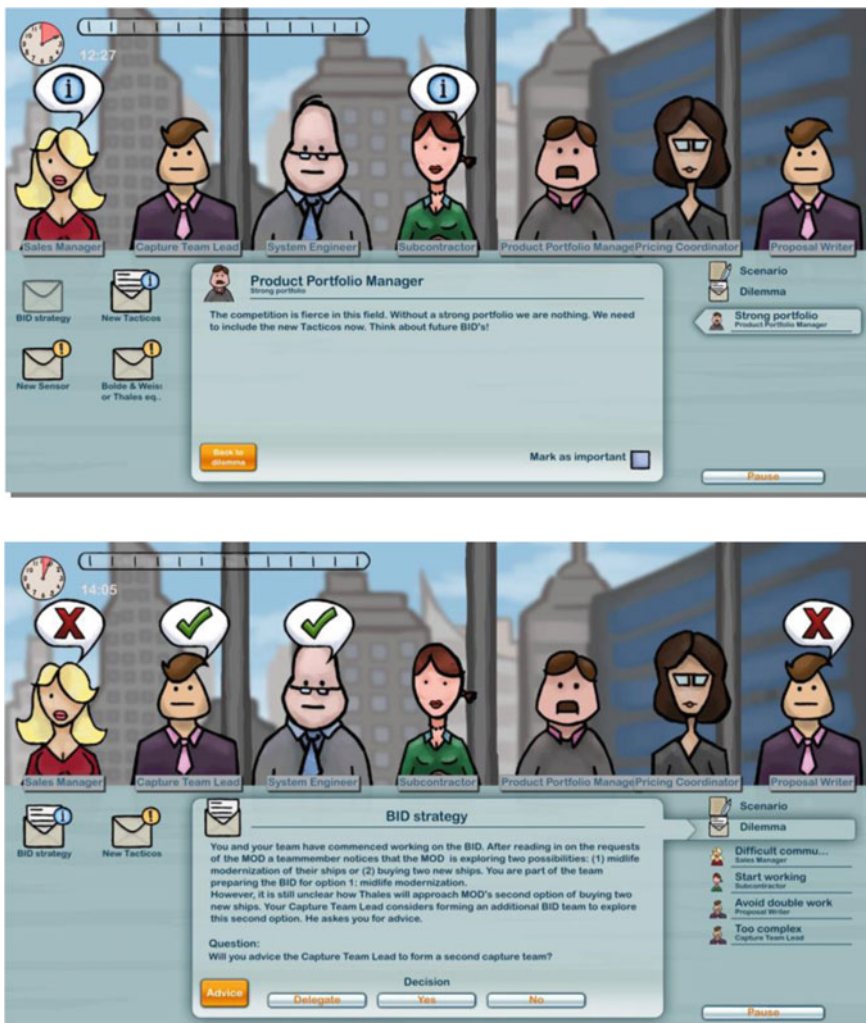 12:27
Sales Manager
Capture Team Lead
System Engineer
Subcontractor
Product Portfolio Manage
Pricing Coordinator
Proposal Writer
BID strategy
New Tacticos
New Sensor
Bolde & Weis
or Thales eq..
Product Portfolio Manager
Strong portfolio
The competition is fierce in this field. Without a strong portfolio we are nothing. We need
to include the new Tacticos now. Think about future BID's!
Back to
dilemma
Mark as important
Scenario
Dilemma
Strong portfolio
Product Portfolio Manager
Pause
14:05
Sales Manager
Capture Team Lead
System Engineer
Subcontractor
Product Portfolio Manage
Pricing Coordinator
Proposal Writer
BID strategy
New Tacticos
BID strategy
You and your team have commenced working on the BID. After reading in on the requests
of the MOD a teammember notices that the MOD is exploring two possibilities: (1) midlife
modernization of their ships or (2) buying two new ships. You are part of the team
preparing the BID for option 1: midlife modernization.
However, it is still unclear how Thales will approach MOD's second option of buying two
new ships. Your Capture Team Lead considers forming an additional BID team to explore
this second option. He askes you for advice.
Question:
Will you advice the Capture Team Lead to form a second capture team?
Advice
Decision
Delegate
Yes
No
Scenario
Dilemma
Difficult commu...
Sales Manager
Start working
Subcontractor
Avoid double work
Proposal Writer
Too complex
Capture Team Lead
Pause